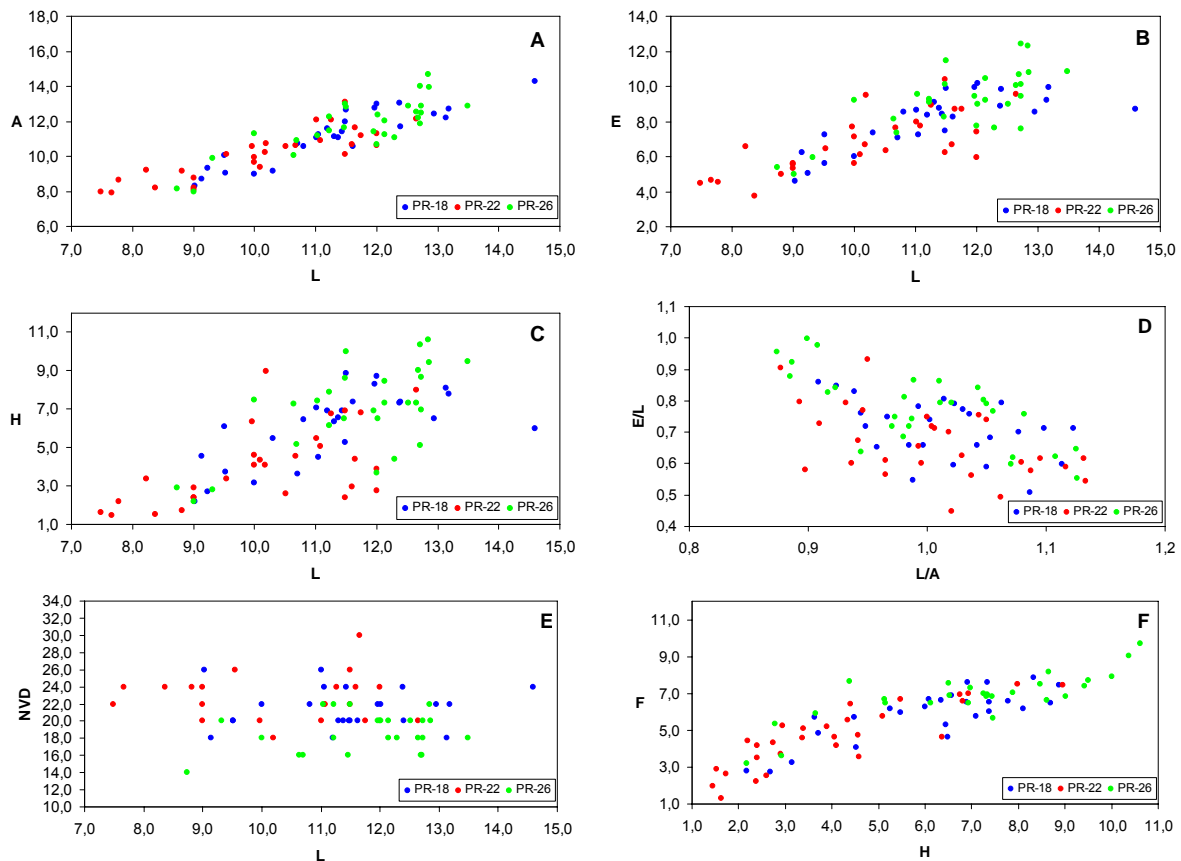 18,0
16,0
14,0
12,0
10,0
8,0
6,0
A
A
PR-18 PR-22 PR-26
7,0 8,0 9,0 10,0 11,0 12,0 13,0 14,0 15,0
L
14,0
12,0
10,0
8,0
6,0
4,0
2,0
E
B
PR-18 PR-22 PR-26
7,0 8,0 9,0 10,0 11,0 12,0 13,0 14,0 15,0
L
11,0
9,0
7,0
5,0
3,0
1,0
H
C
PR-18 PR-22 PR-26
7,0 8,0 9,0 10,0 11,0 12,0 13,0 14,0 15,0
L
1,1
1,0
0,9
0,8
0,7
0,6
0,5
0,4
E/L
D
PR-18 PR-22 PR-26
0,8 0,9 1,0 1,1 1,2
L/A
34,0
32,0
30,0
28,0
26,0
24,0
22,0
20,0
18,0
16,0
14,0
12,0
10,0
NVD
E
PR-18 PR-22 PR-26
7,0 8,0 9,0 10,0 11,0 12,0 13,0 14,0 15,0
L
11,0
9,0
7,0
5,0
3,0
1,0
F
F
PR-18 PR-22 PR-26
1,0 2,0 3,0 4,0 5,0 6,0 7,0 8,0 9,0 10,0 11,0
H